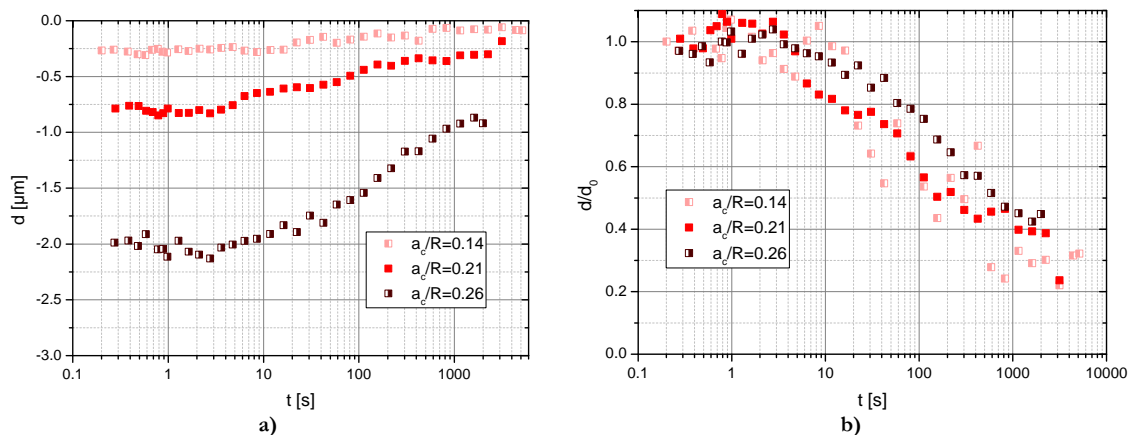 0.0
-0.5
-1.0
-1.5
-2.0
-2.5
-3.0
d [µm]
0.1 1 10 100 1000
t [s]
a_c/R=0.14
a_c/R=0.21
a_c/R=0.26
a)
1.0
0.8
0.6
0.4
0.2
0.0
d/d₀
0.1 1 10 100 1000 10000
t [s]
a_c/R=0.14
a_c/R=0.21
a_c/R=0.26
b)